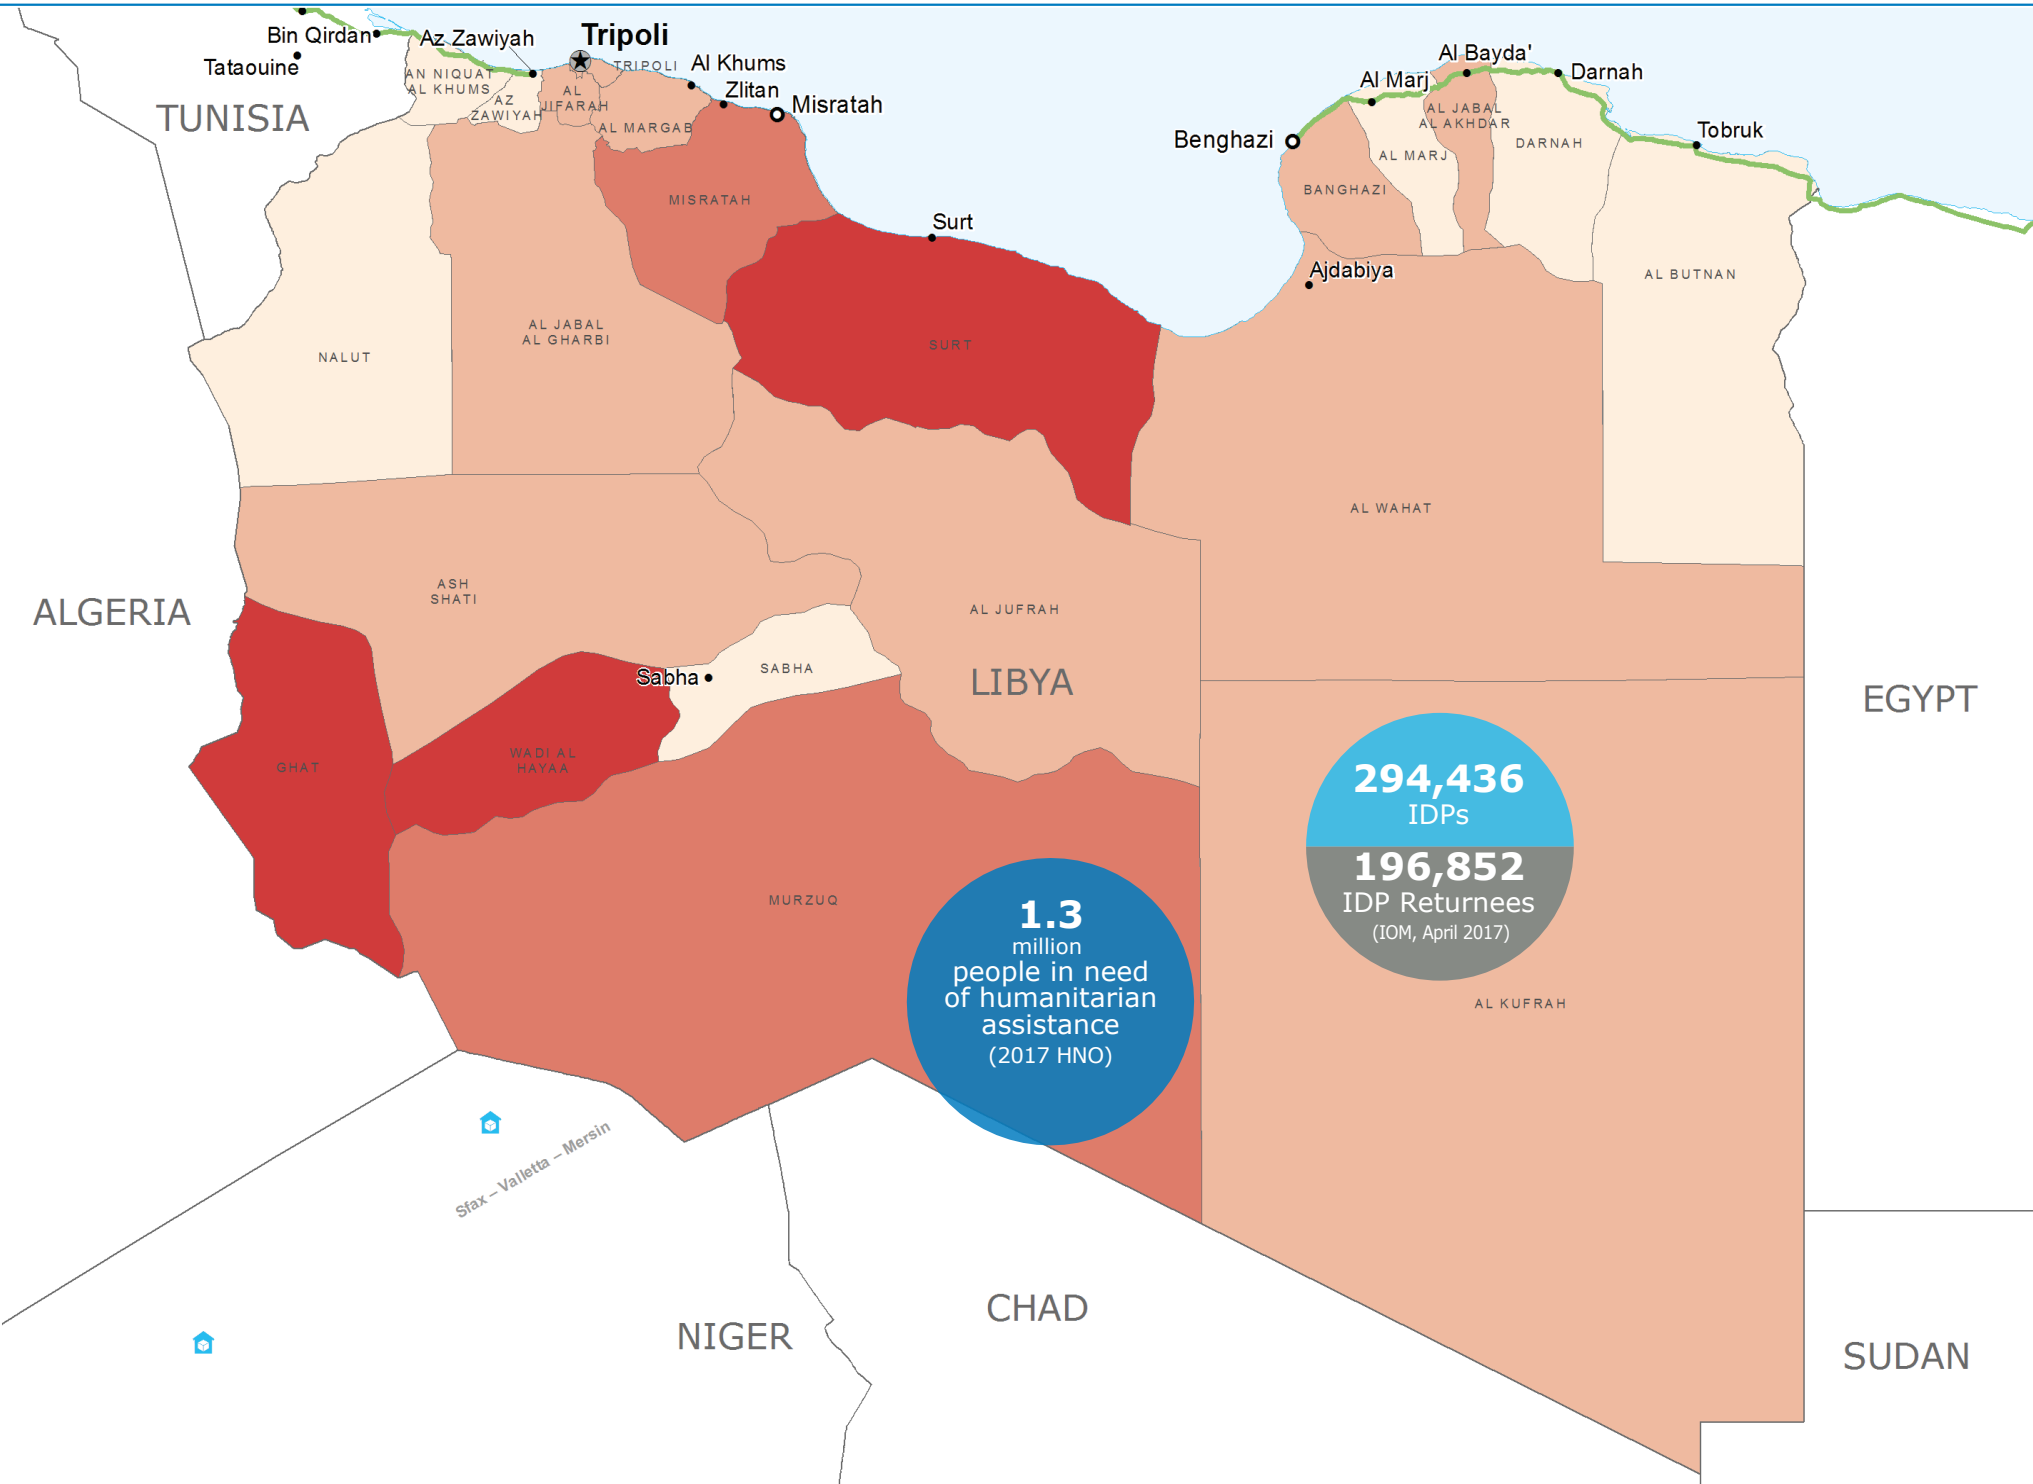 Bin Qirdan
Tataouine
TUNISIA
Az Zawiyah
Tripoli
TRIPOLI
Al Khums
Zlitan
Misratah
AN NIQUAT
AL KHUMS
AZ
ZAWIYAH
AL
JIFARAH
AL MARGAB
MISRATAH
Surt
SURT
NALUT
AL JABAL
AL GHARBI
Benghazi
BANGHAZI
Al Marj
AL MARJ
Al Bayda'
AL JABAL
AL AKHDAR
Darnah
DARNAH
Tobruk
AL BUTNAN
Ajdabiya
AL WAHAT
ALGERIA
ASH
SHATI
AL JUFRAH
LIBYA
Sabha
SABHA
EGYPT
GHAT
WADI AL
HAYAA
MURZUQ
294,436
IDPs
196,852
IDP Returnees
(IOM, April 2017)
1.3
million
people in need
of humanitarian
assistance
(2017 HNO)
AL KUFRAH
Sfax – Valletta – Mersin
NIGER
CHAD
SUDAN